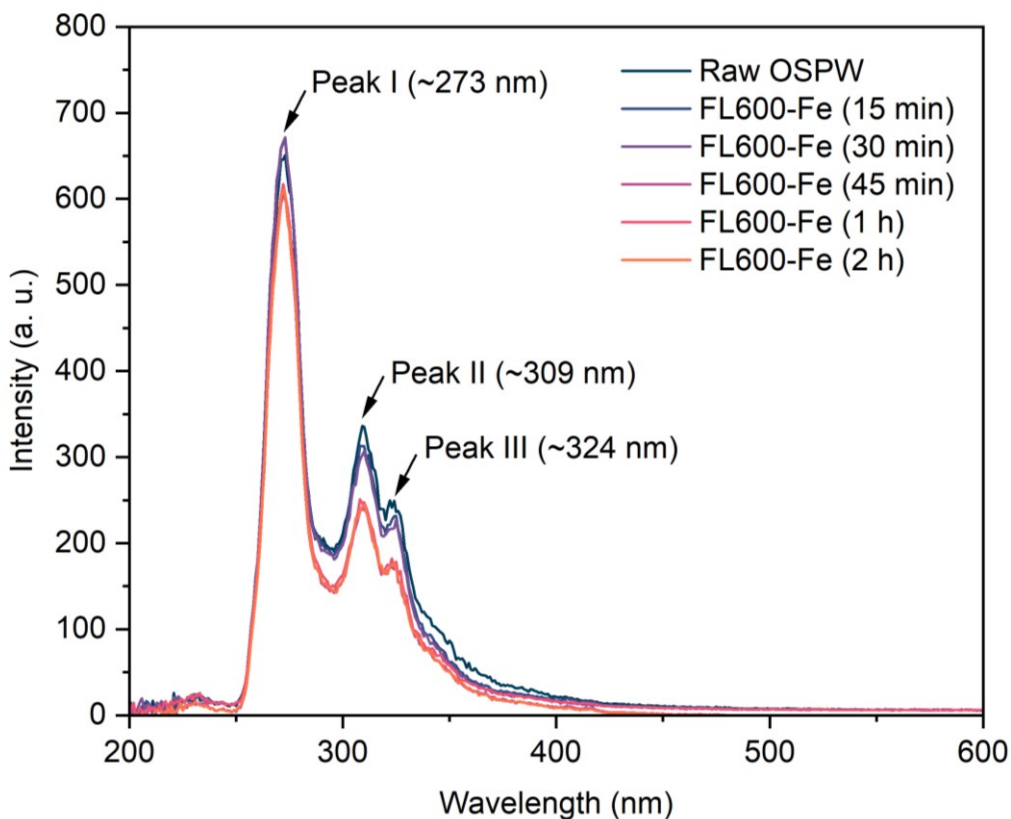 800
700
600
500
400
300
200
100
0
Intensity (a. u.)
Peak I (~273 nm)
Peak II (~309 nm)
Peak III (~324 nm)
Raw OSPW
FL600-Fe (15 min)
FL600-Fe (30 min)
FL600-Fe (45 min)
FL600-Fe (1 h)
FL600-Fe (2 h)
200
300
400
500
600
Wavelength (nm)